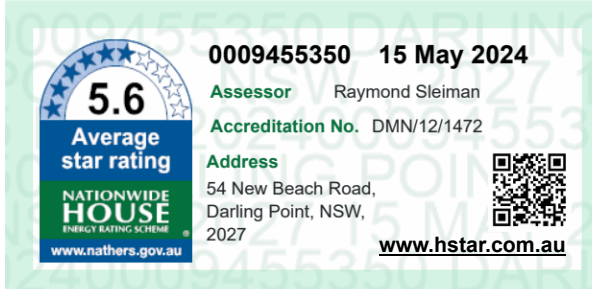 0009455350 15 May 2024
5.6
Average
star rating
NATIONWIDE
HOUSE
ENERGY RATING SCHEME ®
www.nathers.gov.au
Assessor Raymond Sleiman
Accreditation No. DMN/12/1472
Address
54 New Beach Road,
Darling Point, NSW,
2027
www.hstar.com.au